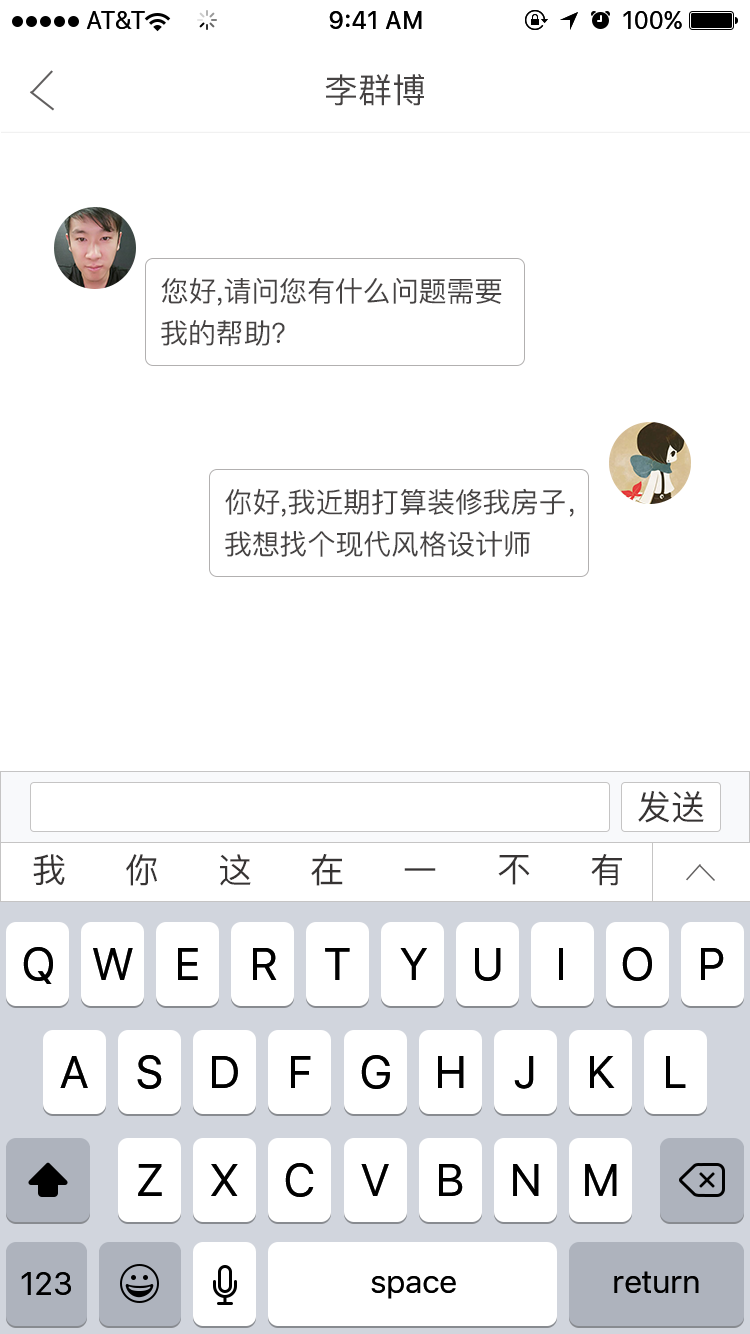 AT&T 9:41 AM 100%
李群博
您好,请问您有什么问题需要
我的帮助?
你好,我近期打算装修我房子,
我想找个现代风格设计师
发送
我 你 这 在 一 不 有
Q W E R T Y U I O P
A S D F G H J K L
Z X C V B N M
123 space return